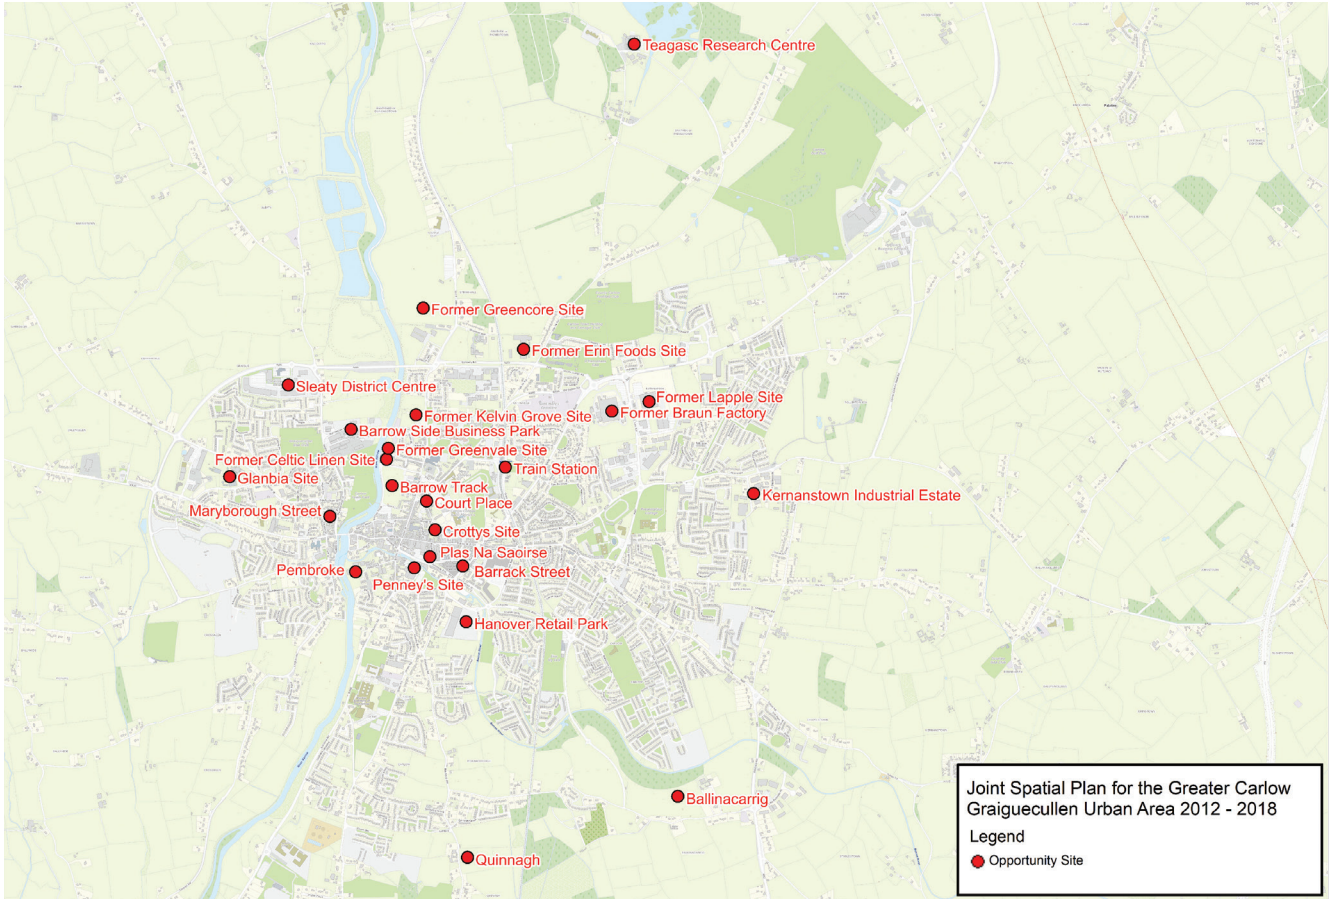 Teagasc Research Centre
Former Greencore Site
Former Erin Foods Site
Sleaty District Centre
Former Lapple Site
Former Braun Factory
Former Kelvin Grove Site
Barrow Side Business Park
Former Greenvale Site
Former Celtic Linen Site
Train Station
Glanbia Site
Barrow Track
Kernanstown Industrial Estate
Court Place
Maryborough Street
Crottys Site
Plas Na Saoirse
Pembroke
Barrack Street
Penney's Site
Hanover Retail Park
Ballinacarrig
Quinnagh
Joint Spatial Plan for the Greater Carlow
Graiguecullen Urban Area 2012 - 2018
Legend
Opportunity Site